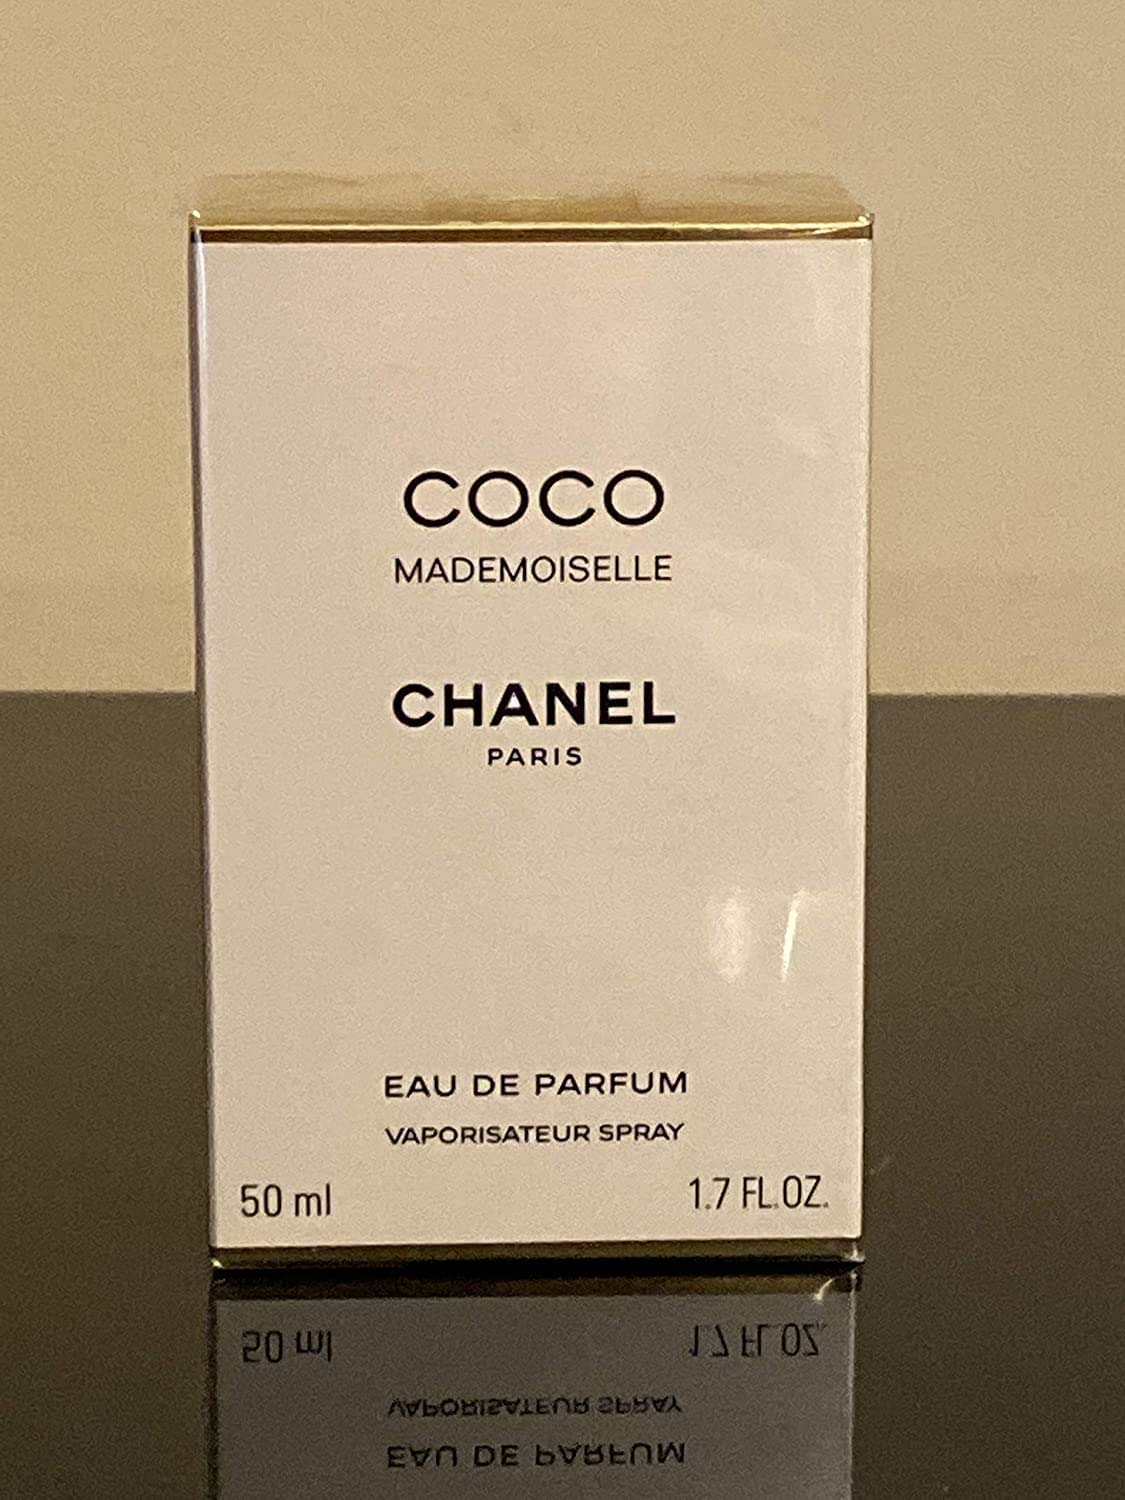 COCO
MADEMOISELLE
CHANEL
PARIS
EAU DE PARFUM
VAPORISATEUR SPRAY
50 ml 1.7 FL.OZ.